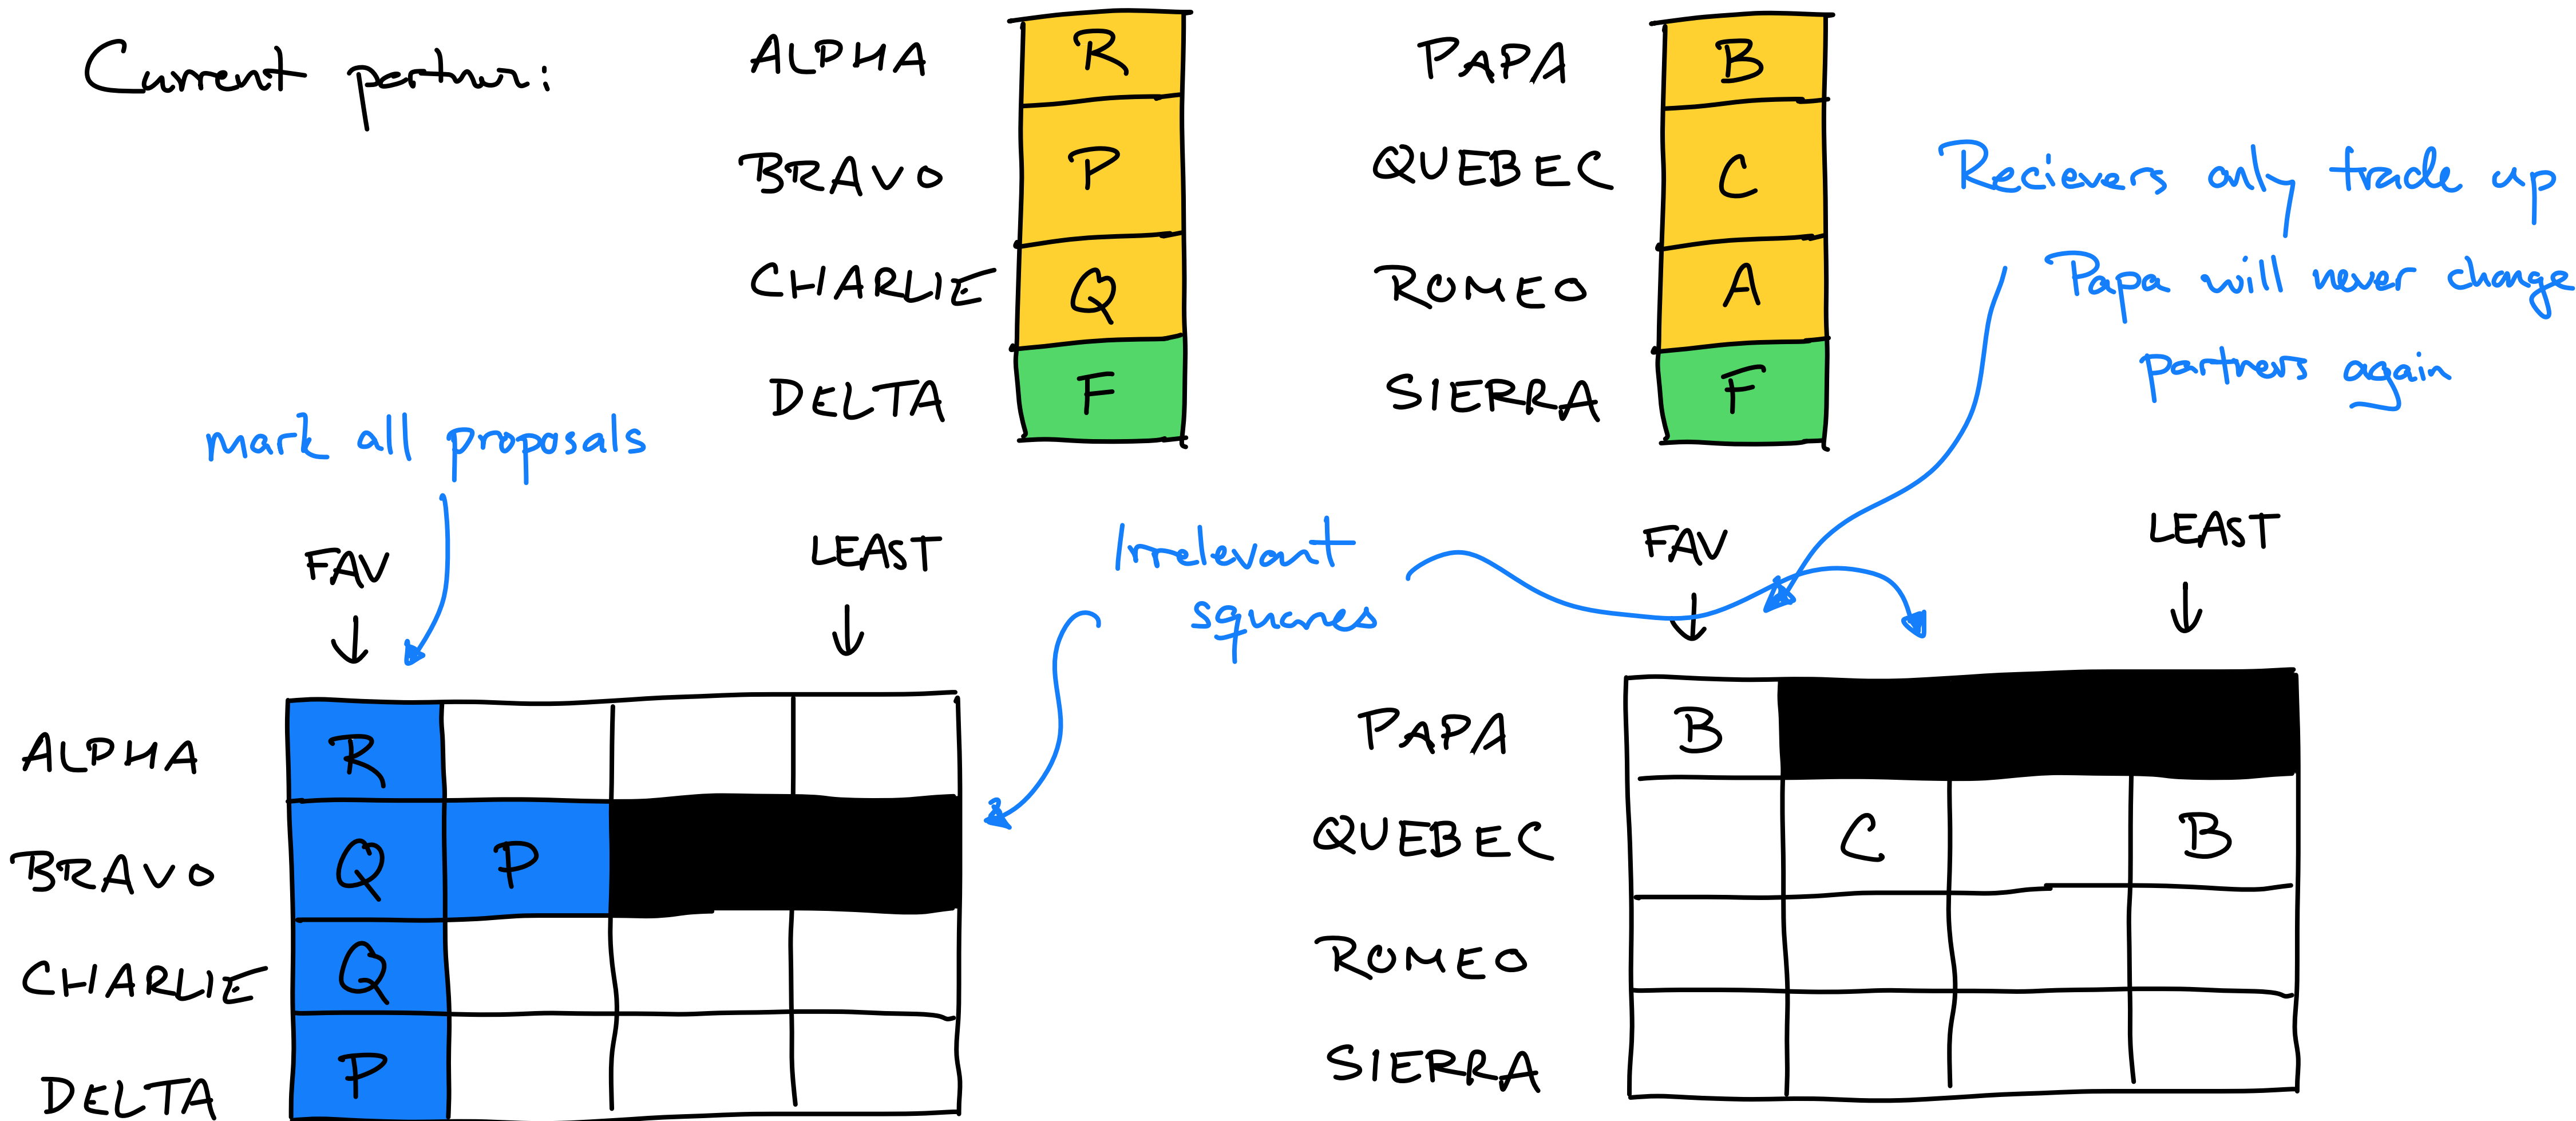 Current partner:
ALPHA R
BRAVO P
CHARLIE Q
DELTA F
PAPA B
QUEBEC C
ROMEO A
SIERRA F
Recievers only trade up
Papa will never change
partners again
mark all proposals
Irrelevant
squares
FAV LEAST
ALPHA R
BRAVO Q P
CHARLIE Q
DELTA P
FAV LEAST
PAPA B
QUEBEC C B
ROMEO
SIERRA